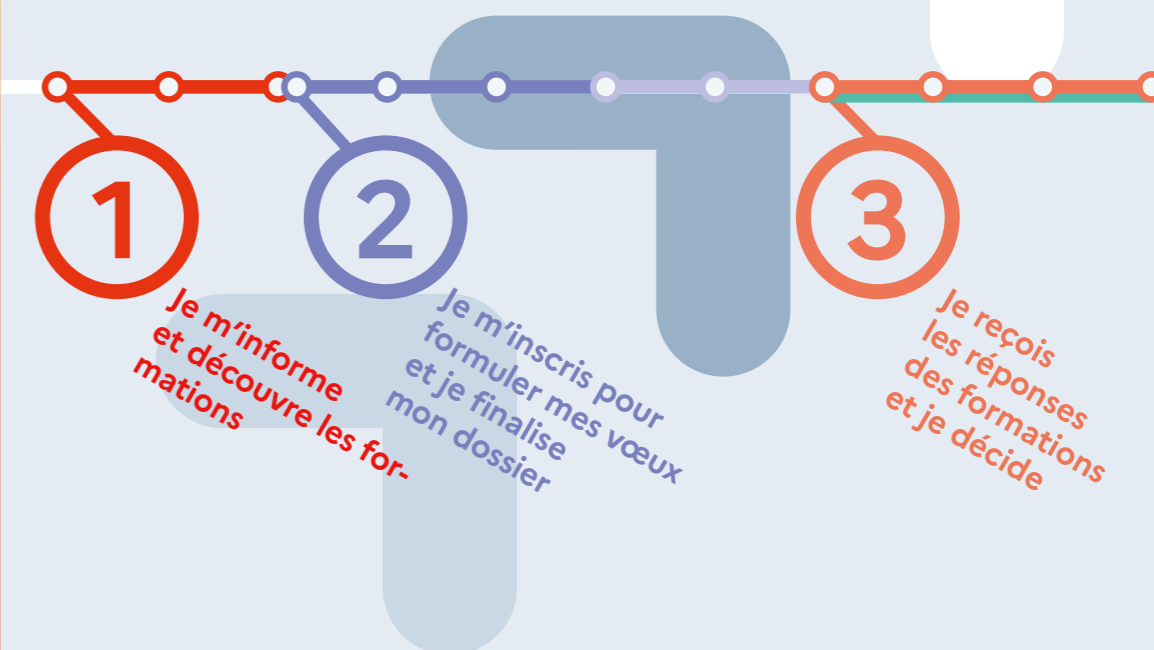 1
Je m'informe
et découvre les for-
mations
2
Je m'inscris pour
formuler mes vœux
et je finalise
mon dossier
3
Je reçois
les réponses
des formations
et je décide